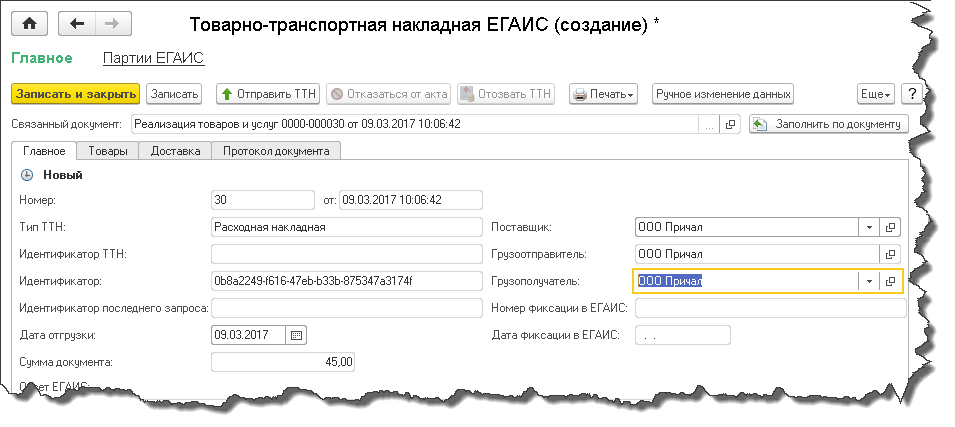 Товарно-транспортная накладная ЕГАИС (создание) *
Главное Партии ЕГАИС
Записать и закрыть Записать Отправить ТТН Отказаться от акта Отозвать ТТН Печать Ручное изменение данных Еще ?
Связанный документ: Реализация товаров и услуг 0000-000030 от 09.03.2017 10:06:42 ... Заполнить по документу
Главное Товары Доставка Протокол документа
Новый
Номер: 30 от: 09.03.2017 10:06:42
Тип ТТН: Расходная накладная Поставщик: ООО Причал
Идентификатор ТТН: Грузоотправитель: ООО Причал
Идентификатор: 0b8a2249-f616-47eb-b33b-875347a3174f Грузополучатель: ООО Причал
Идентификатор последнего запроса: Номер фиксации в ЕГАИС:
Дата отгрузки: 09.03.2017 Дата фиксации в ЕГАИС: . .
Сумма документа: 45,00
ЕГАИС: